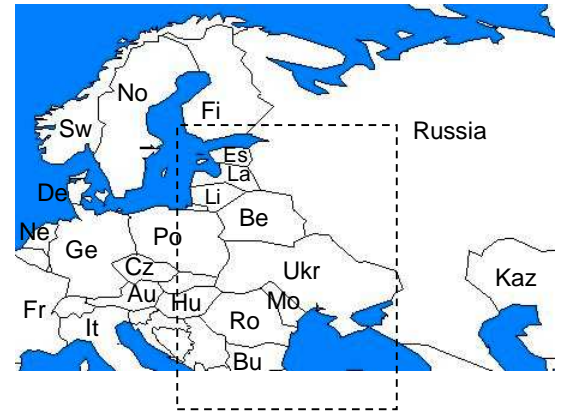 No
Sw
Fi
Russia
Es
La
Li
De
Be
Ne
Ge
Po
Cz
Ukr
Kaz
Au
Hu
Mo
Fr
It
Ro
Bu